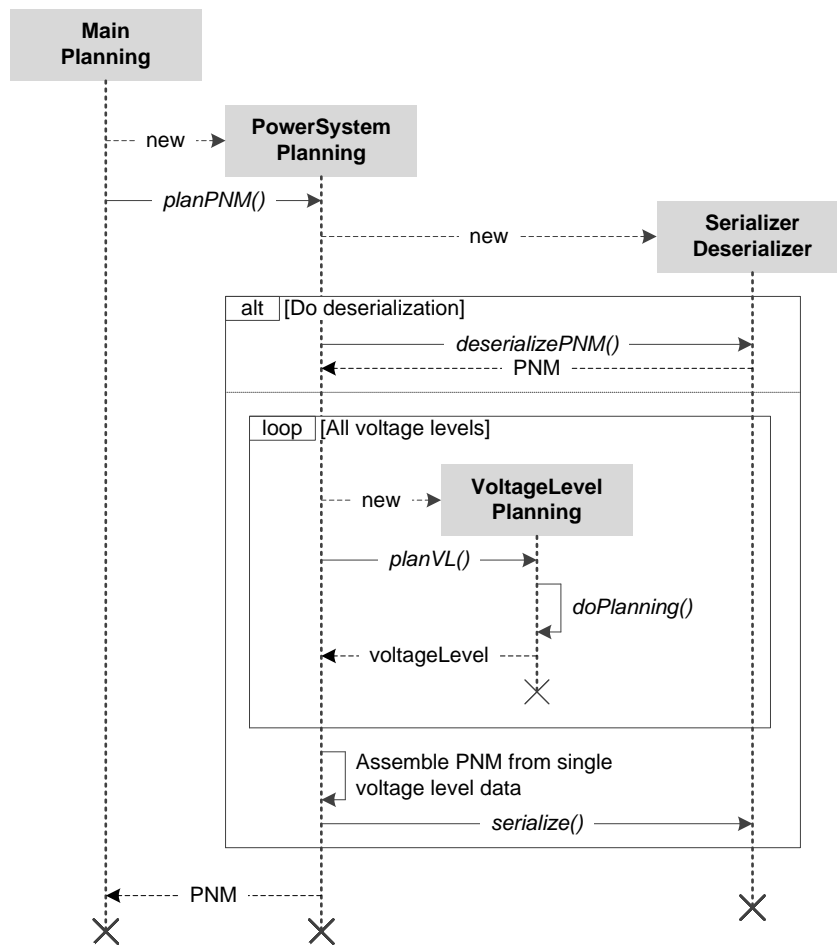 Main
Planning
new
PowerSystem
Planning
planPNM()
new
Serializer
Deserializer
alt
[Do deserialization]
deserializePNM()
PNM
loop
[All voltage levels]
new
VoltageLevel
Planning
planVL()
doPlanning()
voltageLevel
Assemble PNM from single
voltage level data
serialize()
PNM